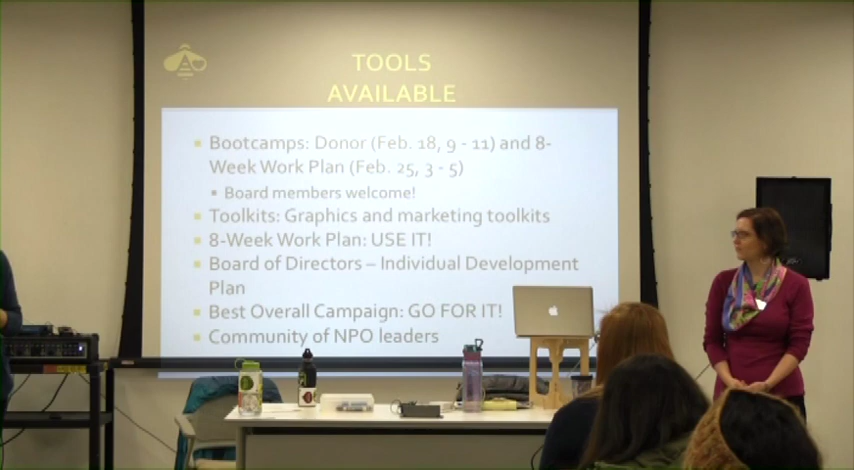 TOOLS
AVAILABLE
Bootcamps: Donor (Feb. 18, 9 - 11) and 8-
Week Work Plan (Feb. 25, 3 - 5)
Board members welcome!
Toolkits: Graphics and marketing toolkits
8-Week Work Plan: USE IT!
Board of Directors – Individual Development
Plan
Best Overall Campaign: GO FOR IT!
Community of NPO leaders